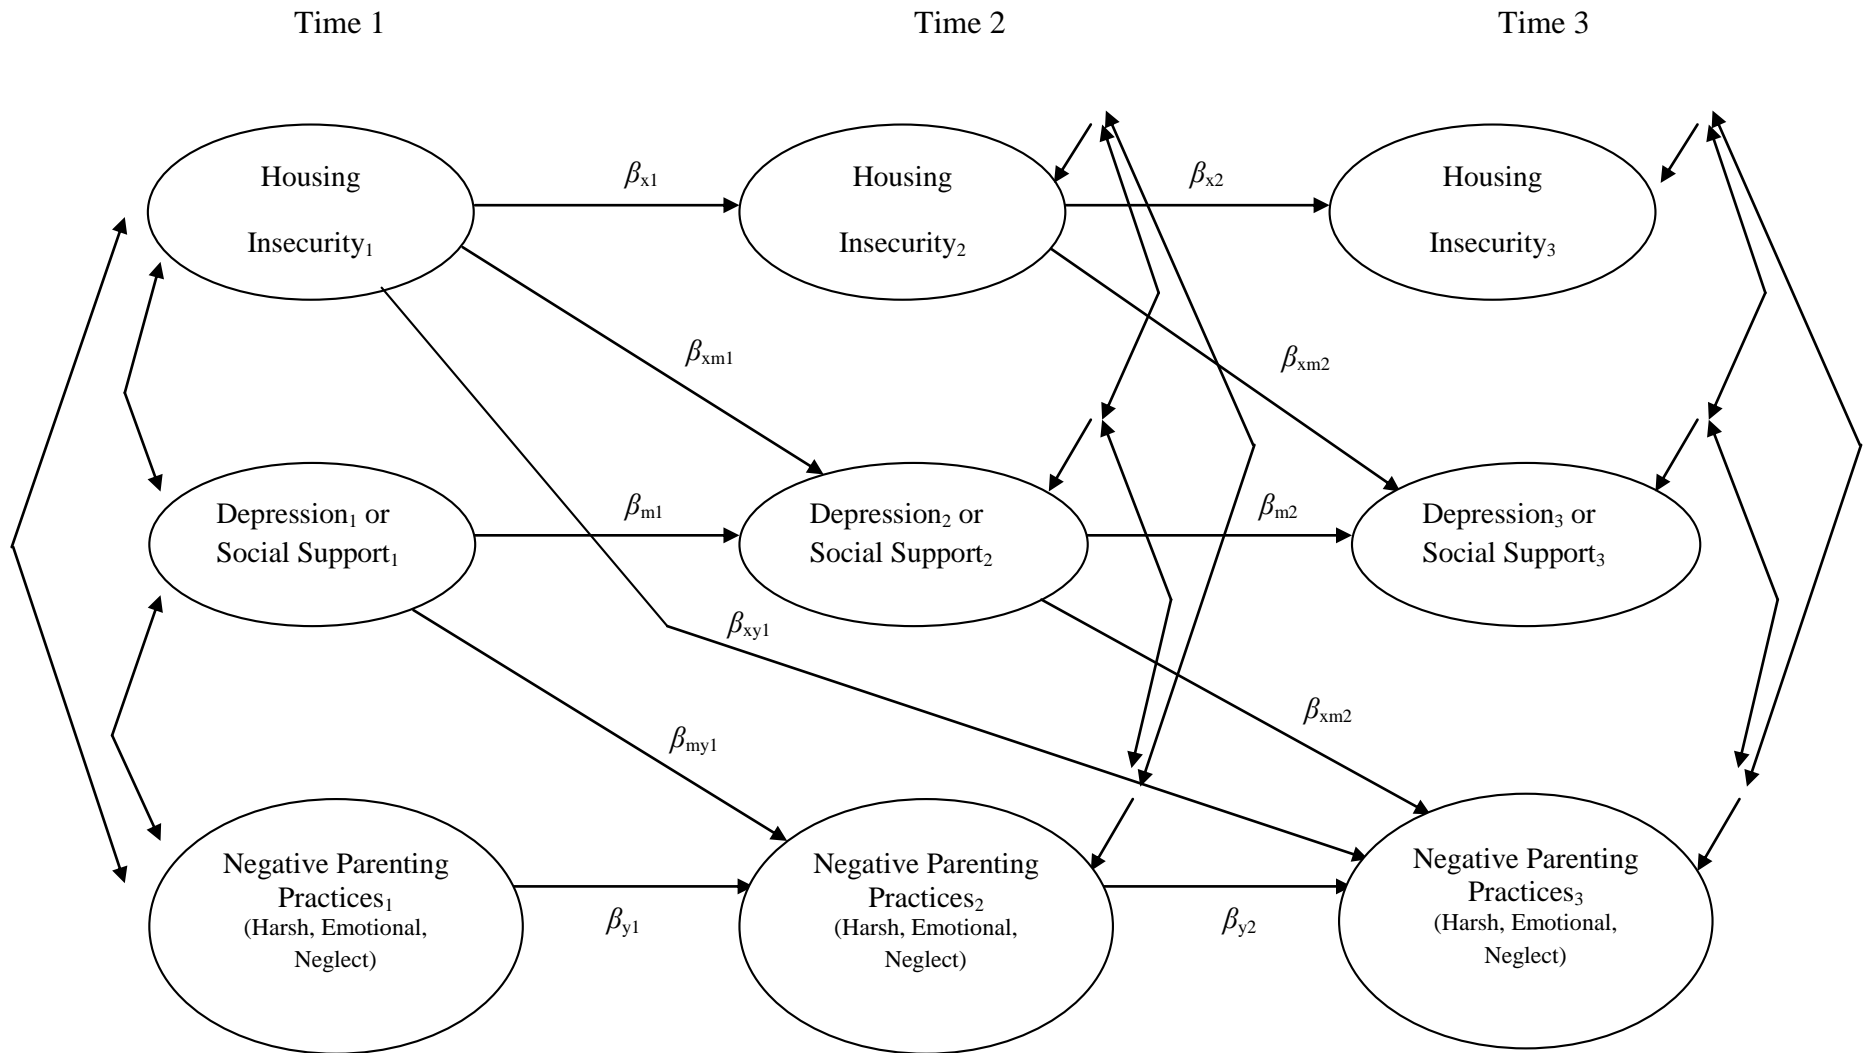 Time 1
Time 2
Time 3
Housing
Insecurity₁
βx1
Housing
Insecurity₂
βx2
Housing
Insecurity₃
βxm1
βxm2
Depression₁ or
Social Support₁
βm1
Depression₂ or
Social Support₂
βm2
Depression₃ or
Social Support₃
βxy1
βmy1
βxm2
Negative Parenting
Practices₁
(Harsh, Emotional,
Neglect)
βy1
Negative Parenting
Practices₂
(Harsh, Emotional,
Neglect)
βy2
Negative Parenting
Practices₃
(Harsh, Emotional,
Neglect)